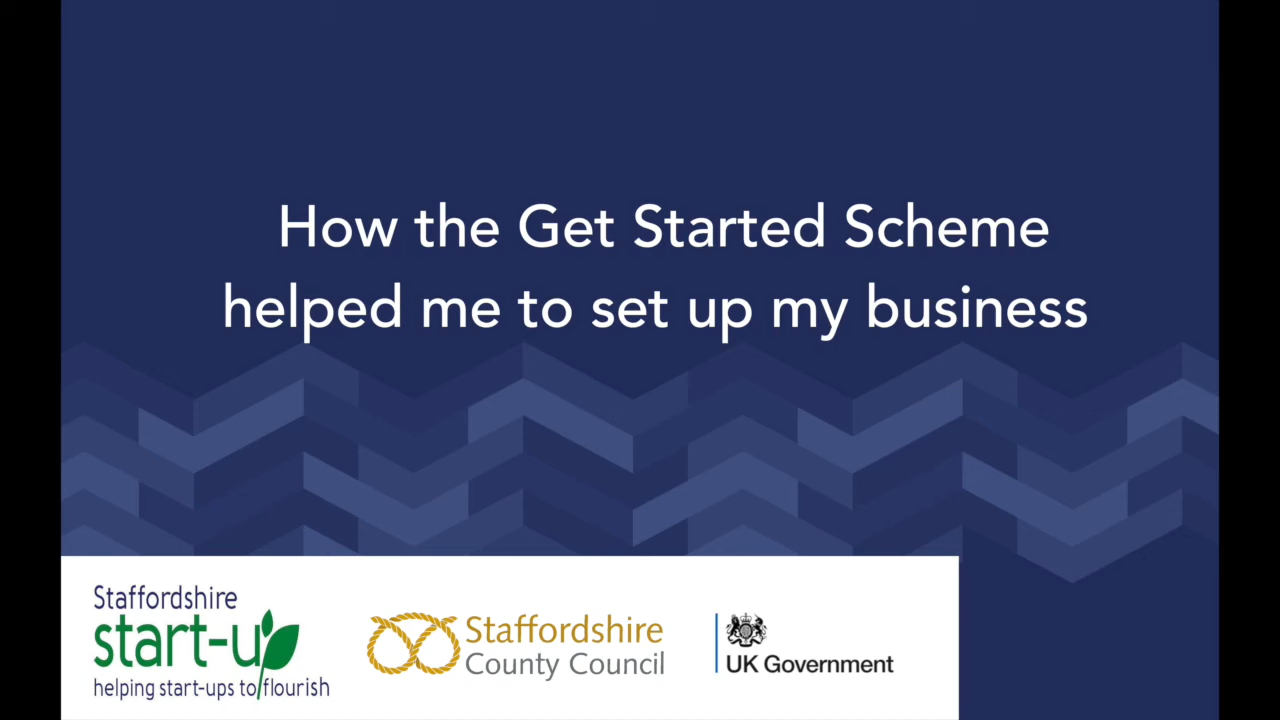 How the Get Started Scheme
helped me to set up my business
Staffordshire
start-up
helping start-ups to flourish
Staffordshire
County Council
UK Government